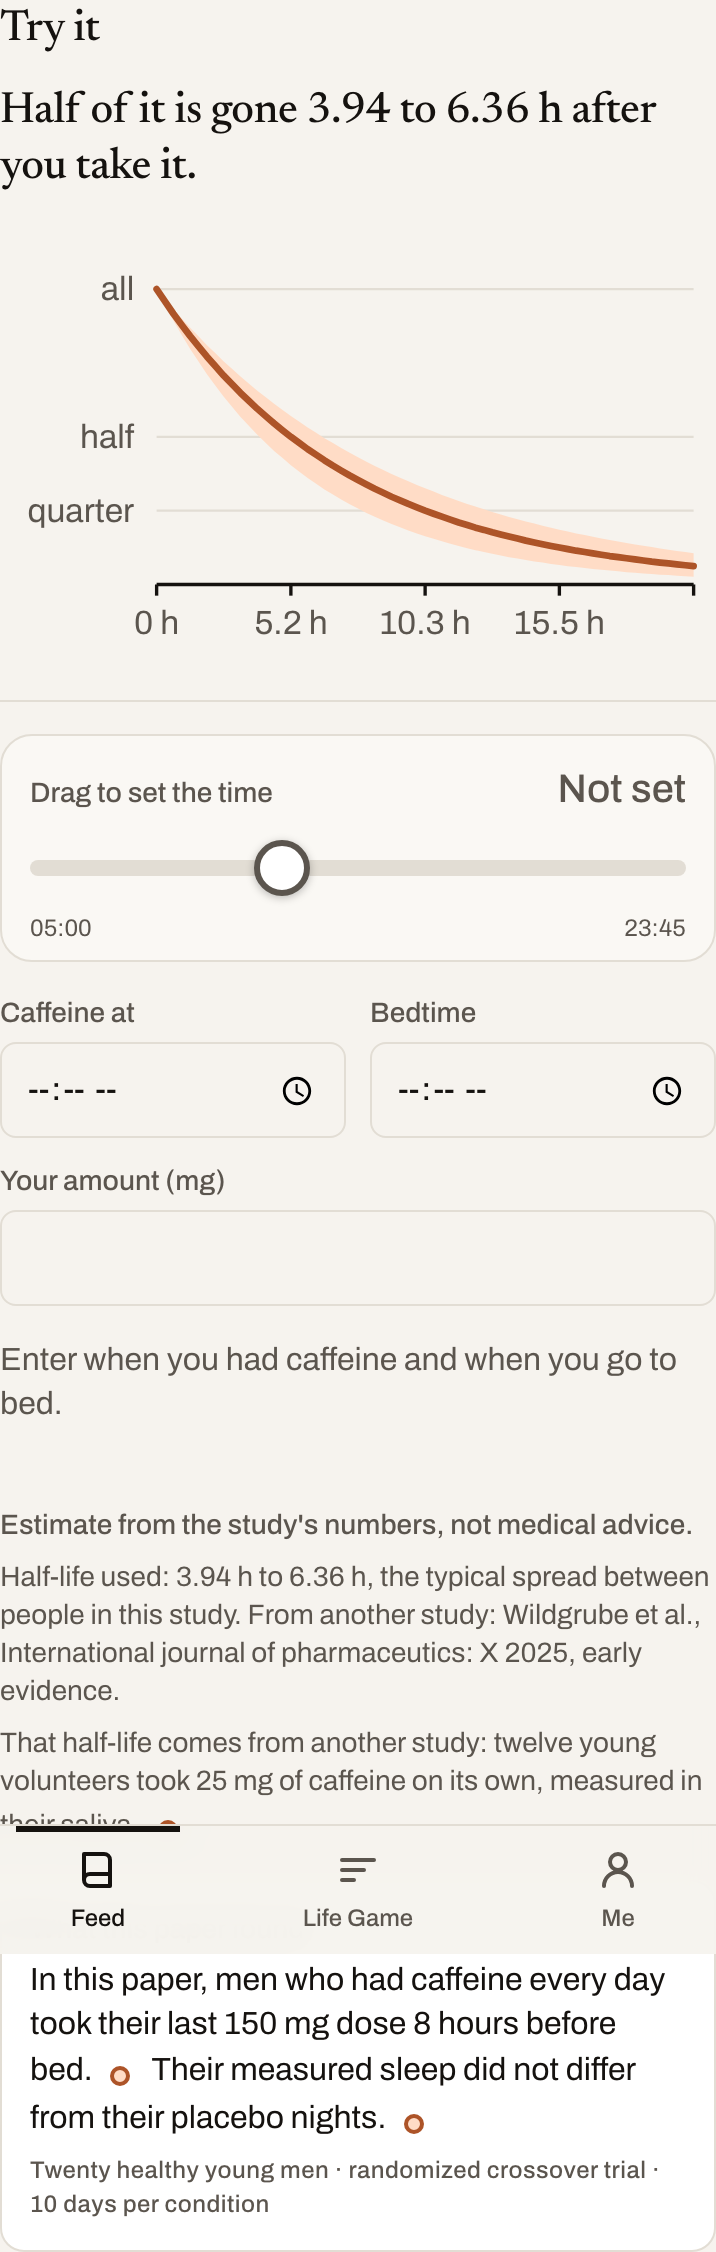 Try it
Half of it is gone 3.94 to 6.36 h after
you take it.
all
half
quarter
0 h 5.2 h 10.3 h 15.5 h
Drag to set the time
Not set
05:00
23:45
Caffeine at
Bedtime
--:-- --
--:-- --
Your amount (mg)
Enter when you had caffeine and when you go to
bed.
Estimate from the study's numbers, not medical advice.
Half-life used: 3.94 h to 6.36 h, the typical spread between
people in this study. From another study: Wildgrube et al.,
International journal of pharmaceutics: X 2025, early
evidence.
That half-life comes from another study: twelve young
volunteers took 25 mg of caffeine on its own, measured in
their saliva.
Feed
Life Game
Me
In this paper, men who had caffeine every day
took their last 150 mg dose 8 hours before
bed. Their measured sleep did not differ
from their placebo nights.
Twenty healthy young men · randomized crossover trial ·
10 days per condition